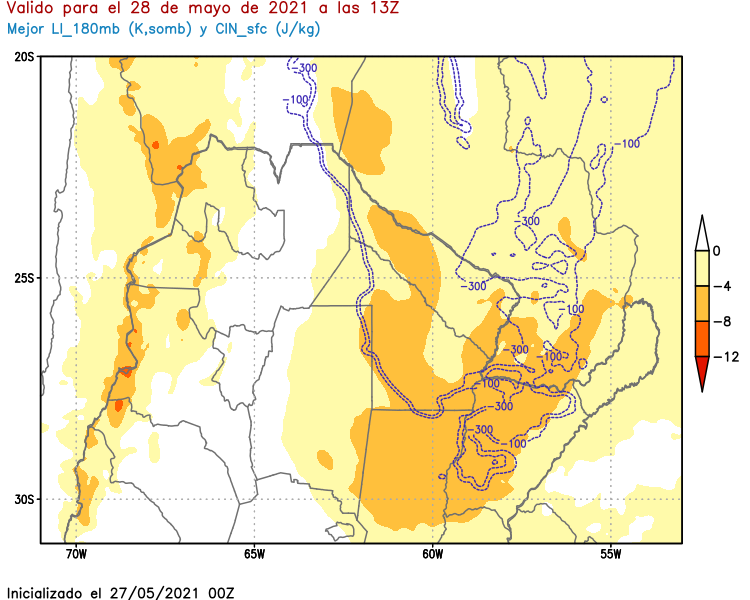 Valido para el 28 de mayo de 2021 a las 13Z
Mejor LI_180mb (K,somb) y CIN_sfc (J/kg)
20S
-300
-100
-100
-300
0
25S
-300
-4
-100
-8
-300
-100
-12
-100
-300
-300
-100
30S
70W 65W 60W 55W
Inicializado el 27/05/2021 00Z